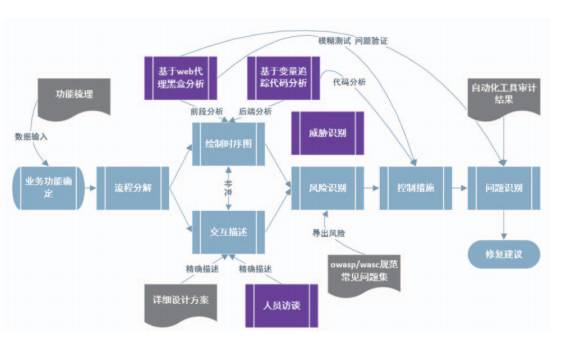 模糊测试 问题验证
基于web代
理黑盒分析
基于变量追
踪代码分析
代码分析
功能梳理
自动化工具审计
结果
前段分析
后端分析
数据输入
绘制时序图
威胁识别
业务功能确
定
流程分解
风险识别
控制措施
问题识别
交互描述
导出风险
修复建议
owasp/wasc规范
常见问题集
精确描述
精确描述
详细设计方案
人员访谈